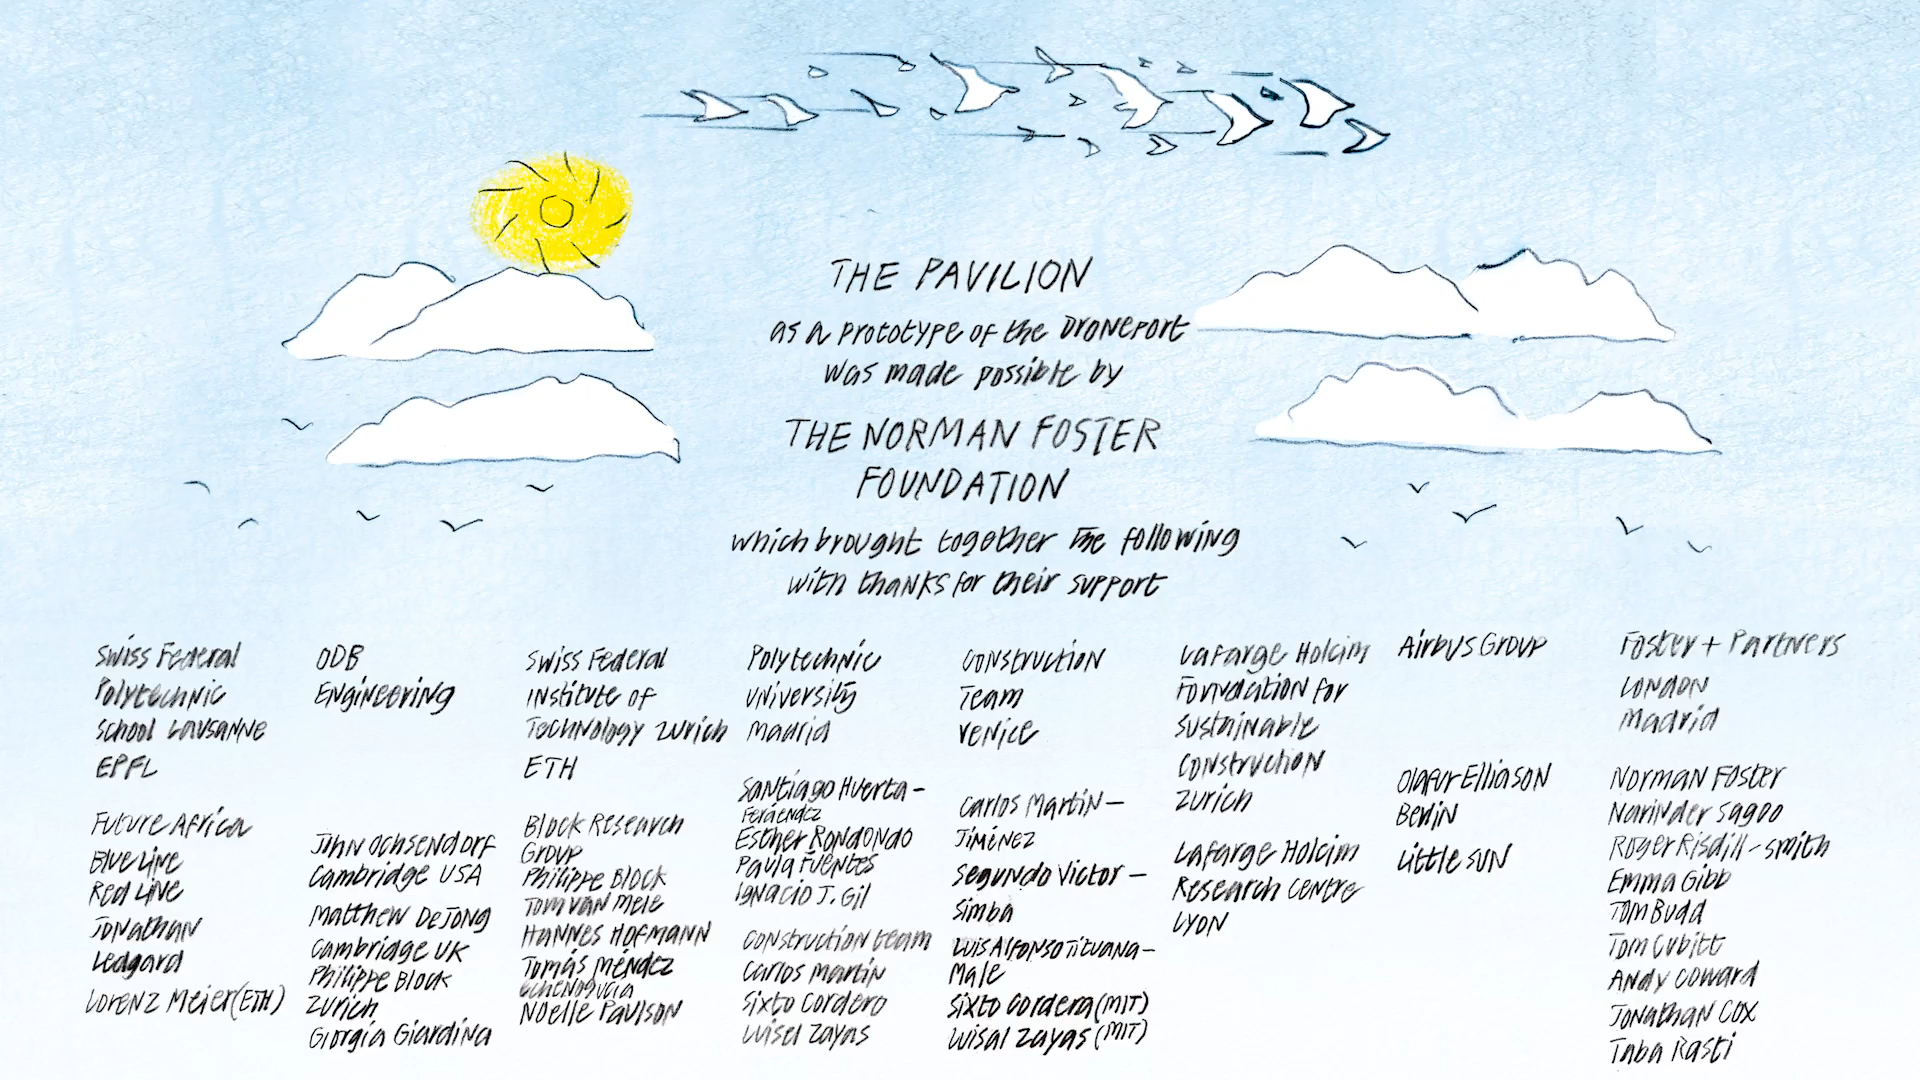 THE PAVILION
as a prototype of the Droneport
was made possible by
THE NORMAN FOSTER
FOUNDATION
which brought together the following
with thanks for their support
Swiss Federal
Polytechnic
School Lausanne
EPFL
Future Africa
Blue Line
Red Line
Jonathan
Ledgard
Lorenz Meier (ETH)
ODB
Engineering
John Ochsendorf
Cambridge USA
Matthew DeJong
Cambridge UK
Philippe Block
Zurich
Giorgia Giardina
Swiss Federal
Institute of
Technology Zurich
ETH
Block Research
Group
Philippe Block
Tom van Mele
Hannes Hofmann
Tomás Méndez
Echenagucia
Noelle Paulson
Polytechnic
University
Madrid
Santiago Huerta-
Esther Rondondo
Paula Fuentes
Ignacio J. Gil
Construction team
Carlos Martin
Sixto Cordero
Luisel Zayas
Construction
Team
Venice
Carlos Martin-
Jiménez
Segundo Victor-
Simba
Luis Alfonso Tituana-
Male
Sixto Cordera (MIT)
Luisal Zayas (MIT)
Lafarge Holcim
Foundation for
Sustainable
Construction
Zurich
Lafarge Holcim
Research Centre
Lyon
Airbus Group
Olafur Elliason
Berlin
Little Sun
Foster + Partners
London
Madrid
Norman Foster
Narinder Sagoo
Roger Risdill-Smith
Emma Gibb
Tom Budd
Tom Cubitt
Andy Coward
Jonathan Cox
Taba Rasti